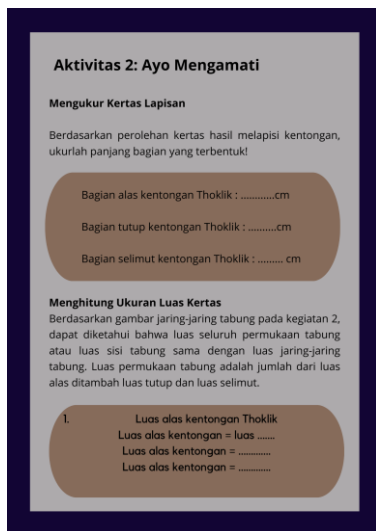 Aktivitas 2: Ayo Mengamati
Mengukur Kertas Lapisan
Berdasarkan perolehan kertas hasil melapisi kentongan,
ukurlah panjang bagian yang terbentuk!
Bagian alas kentongan Thoklik : ............cm
Bagian tutup kentongan Thoklik : ..........cm
Bagian selimut kentongan Thoklik : ......... cm
Menghitung Ukuran Luas Kertas
Berdasarkan gambar jaring-jaring tabung pada kegiatan 2,
dapat diketahui bahwa luas seluruh permukaan tabung
atau luas sisi tabung sama dengan luas jaring-jaring
tabung. Luas permukaan tabung adalah jumlah dari luas
alas ditambah luas tutup dan luas selimut.
1. Luas alas kentongan Thoklik
Luas alas kentongan = luas .......
Luas alas kentongan = .............
Luas alas kentongan = .............